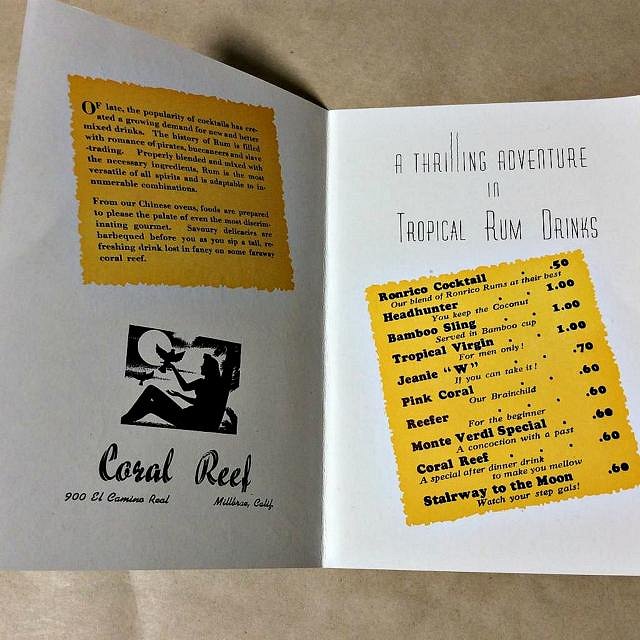 OF late, the popularity of cocktails has cre-
ated a growing demand for new and better
mixed drinks. The history of Rum is filled
with romance of pirates, buccaneers and slave
-trading. Properly blended and mixed with
the necessary ingredients, Rum is the most
versatile of all spirits and is adaptable to in-
numerable combinations.
From our Chinese ovens, foods are prepared
to please the palate of even the most discrim-
inating gourmet. Savoury delicacies are
barbequed before you as you sip a tall, re-
freshing drink lost in fancy on some faraway
coral reef.
Coral Reef
900 El Camino Real Millbrae, Calif.
A THRILLING ADVENTURE
IN
TROPICAL RUM DRINKS
Ronrico Cocktail . .50
Our blend of Ronrico Rums at their best
Headhunter . . 1.00
You keep the Coconut
Bamboo Sling . . 1.00
Served in Bamboo cup
Tropical Virgin . . 1.00
For men only!
Jeanie "W" . . .70
If you can take it!
Pink Coral . . .60
Our Brainchild
Reefer . . . .60
For the beginner
Monte Verdi Special . .60
A concoction with a past
Coral Reef . . .60
A special after dinner drink
to make you mellow
Stairway to the Moon .60
Watch your step gals!